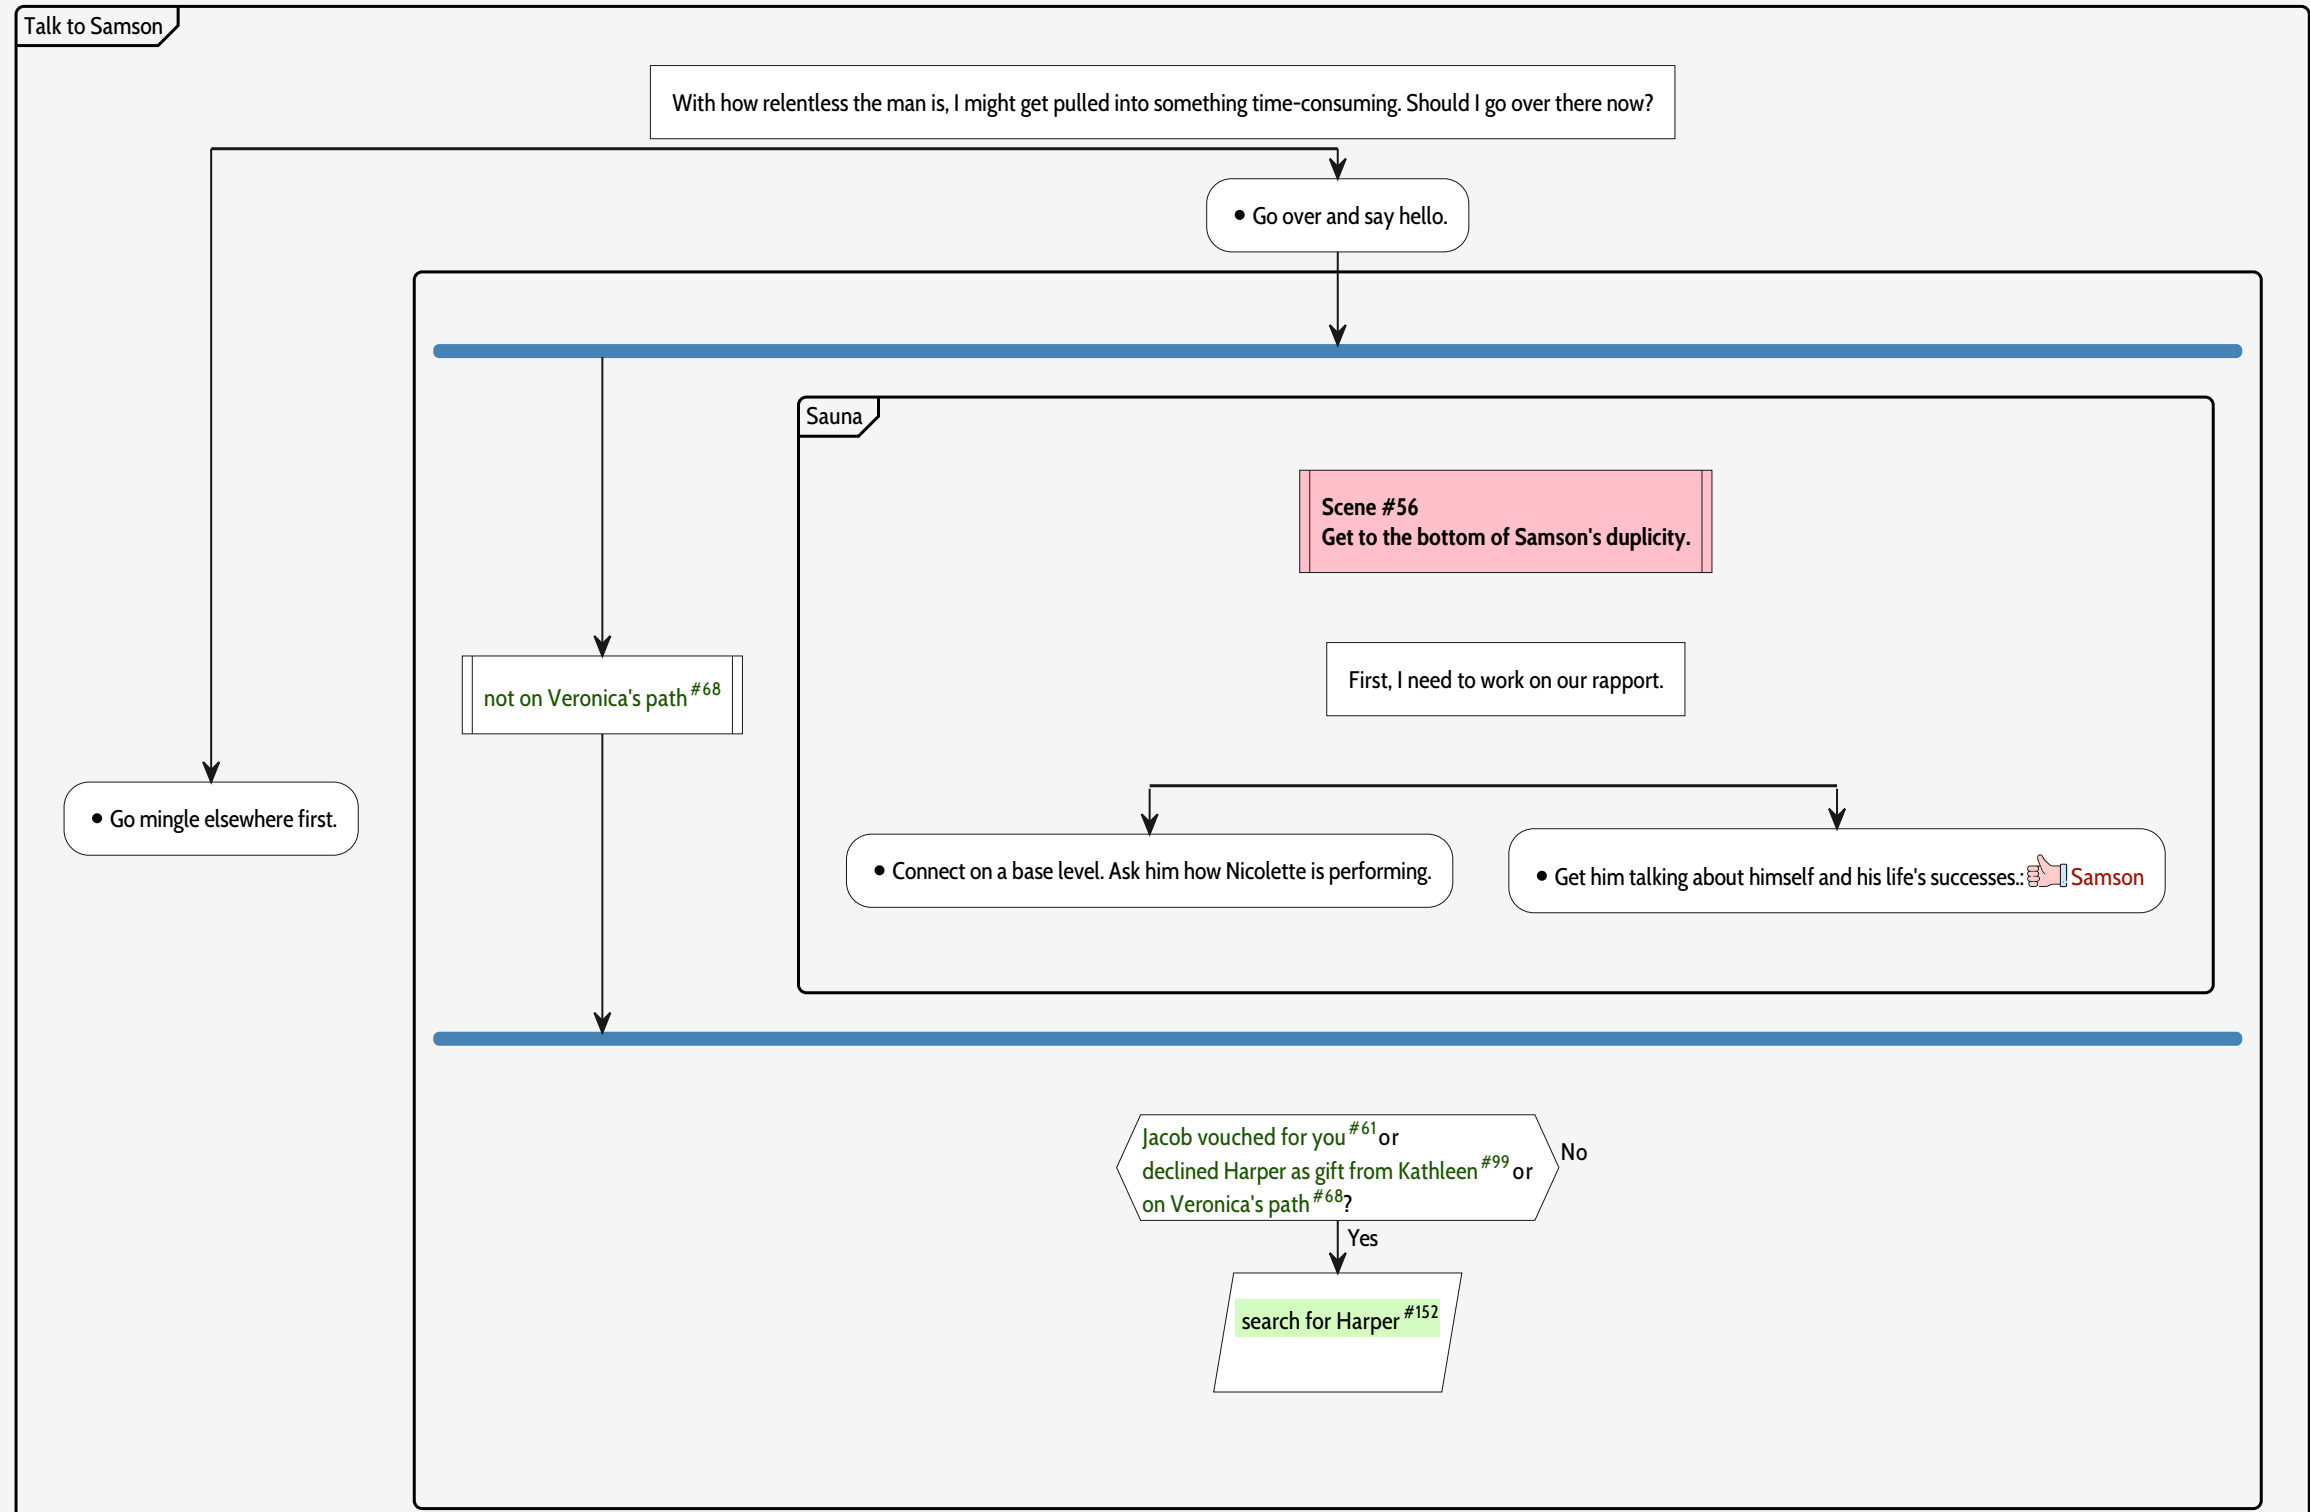 Talk to Samson
With how relentless the man is, I might get pulled into something time-consuming. Should I go over there now?
• Go over and say hello.
Sauna
Scene #56
Get to the bottom of Samson's duplicity.
First, I need to work on our rapport.
not on Veronica's path #68
• Go mingle elsewhere first.
• Connect on a base level. Ask him how Nicolette is performing.
• Get him talking about himself and his life's successes.: Samson
Jacob vouched for you #61 or
declined Harper as gift from Kathleen #99 or
on Veronica's path #68?
No
Yes
search for Harper #152